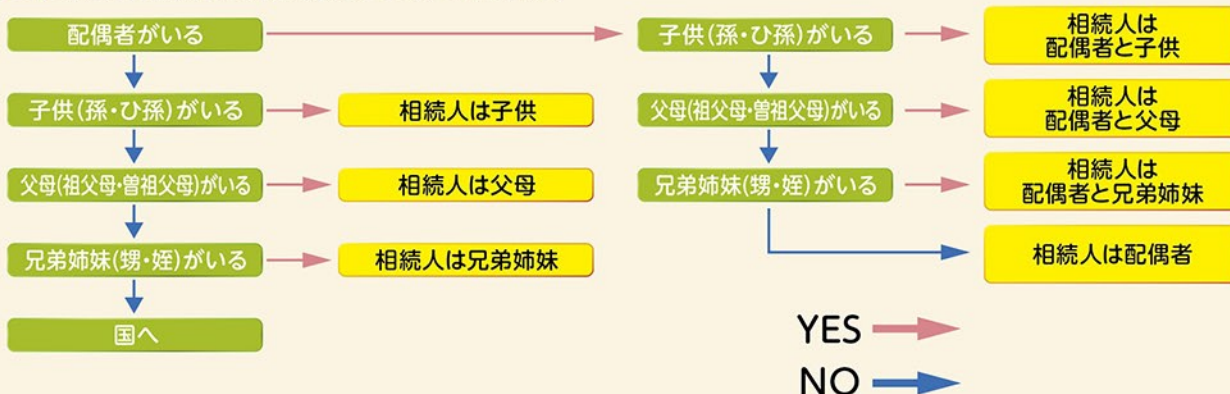 配偶者がいる
子供(孫・ひ孫)がいる
相続人は
配偶者と子供
子供(孫・ひ孫)がいる
相続人は子供
父母(祖父母・曽祖父母)がいる
相続人は
配偶者と父母
父母(祖父母・曽祖父母)がいる
相続人は父母
兄弟姉妹(甥・姪)がいる
相続人は
配偶者と兄弟姉妹
兄弟姉妹(甥・姪)がいる
相続人は兄弟姉妹
相続人は配偶者
国へ
YES
NO